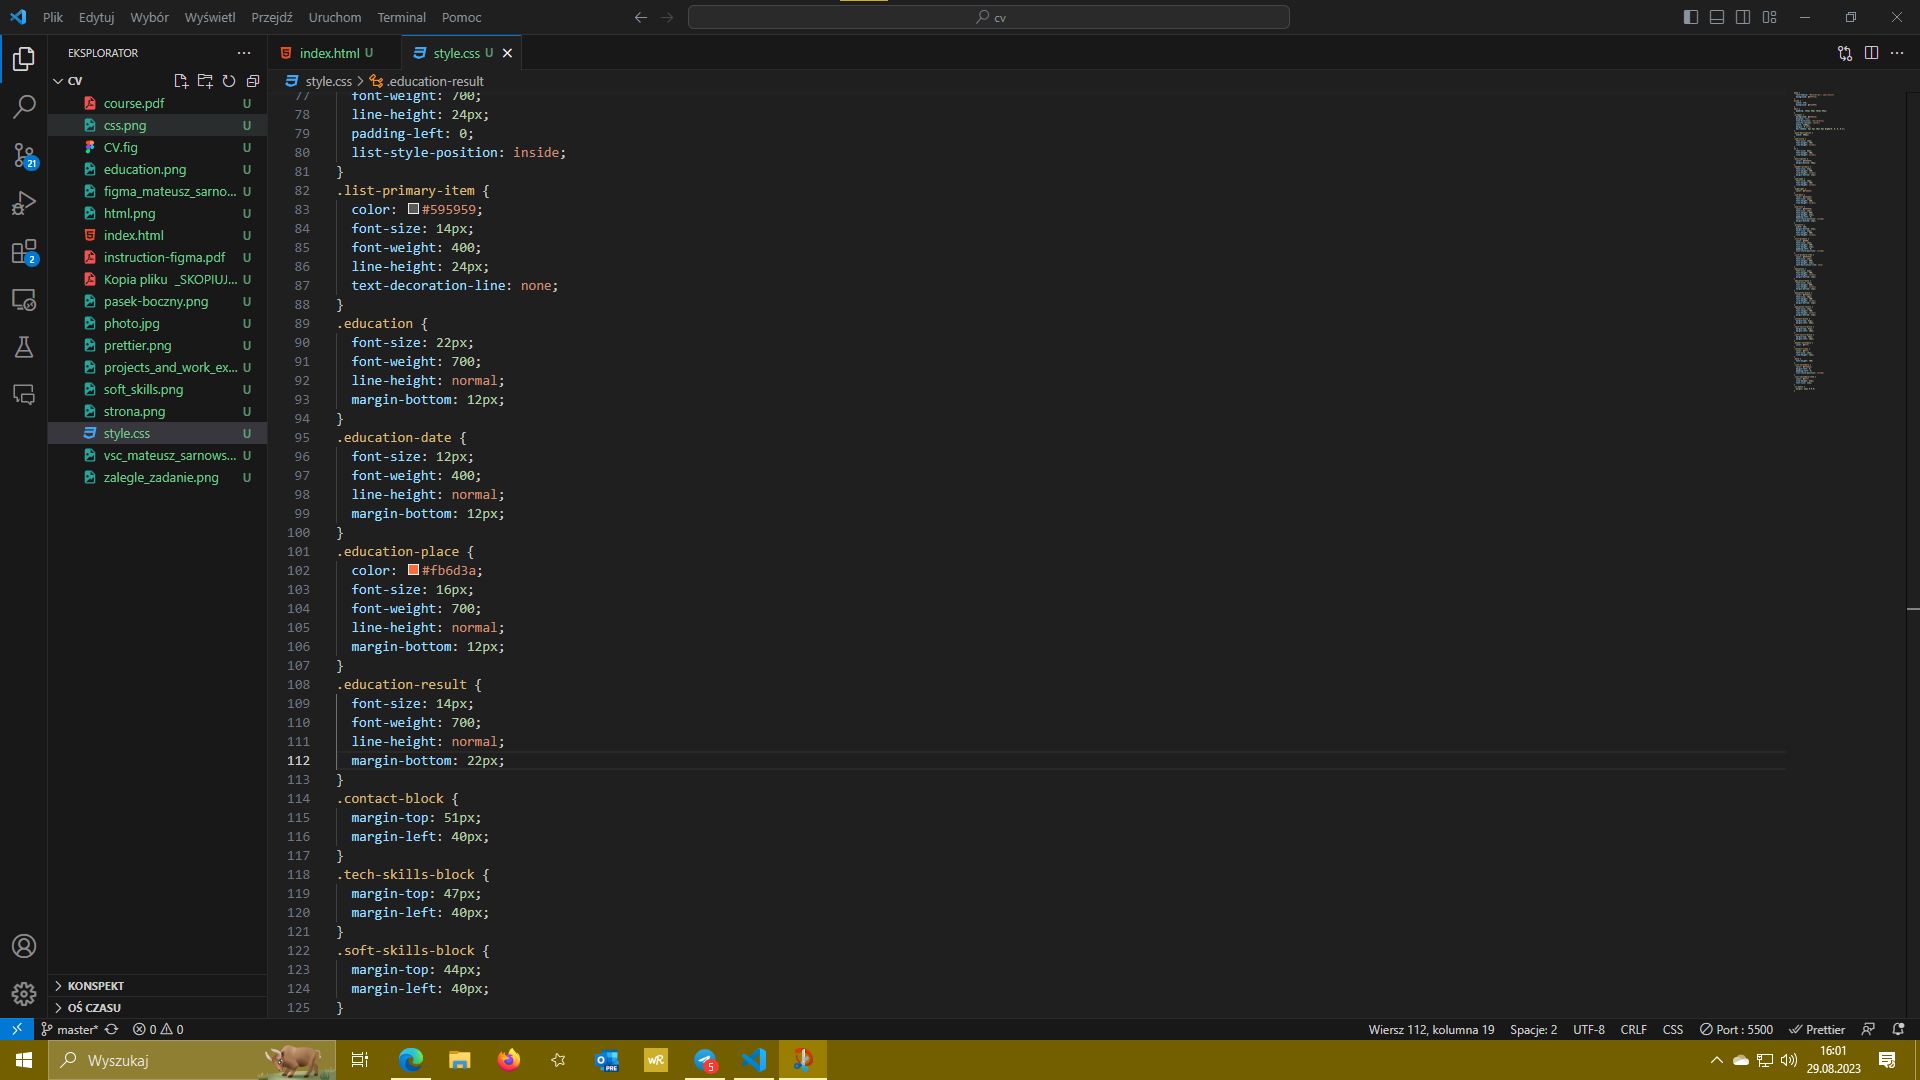 Plik Edytuj Wybór Wyświetl Przejdź Uruchom Terminal Pomoc
cv
EKSPLORATOR
index.html U
style.css U
CV
style.css > .education-result
course.pdf U
css.png U
CV.fig U
education.png U
figma_mateusz_sarno... U
html.png U
index.html U
instruction-figma.pdf U
Kopia pliku _SKOPIUJ... U
pasek-boczny.png U
photo.jpg U
prettier.png U
projects_and_work_ex... U
soft_skills.png U
strona.png U
style.css U
vsc_mateusz_sarnows... U
zalegle_zadanie.png U
21
2
KONSPEKT
OŚ CZASU
77 font-weight: 700;
78 line-height: 24px;
79 padding-left: 0;
80 list-style-position: inside;
81 }
82 .list-primary-item {
83 color: #595959;
84 font-size: 14px;
85 font-weight: 400;
86 line-height: 24px;
87 text-decoration-line: none;
88 }
89 .education {
90 font-size: 22px;
91 font-weight: 700;
92 line-height: normal;
93 margin-bottom: 12px;
94 }
95 .education-date {
96 font-size: 12px;
97 font-weight: 400;
98 line-height: normal;
99 margin-bottom: 12px;
100 }
101 .education-place {
102 color: #fb6d3a;
103 font-size: 16px;
104 font-weight: 700;
105 line-height: normal;
106 margin-bottom: 12px;
107 }
108 .education-result {
109 font-size: 14px;
110 font-weight: 700;
111 line-height: normal;
112 margin-bottom: 22px;
113 }
114 .contact-block {
115 margin-top: 51px;
116 margin-left: 40px;
117 }
118 .tech-skills-block {
119 margin-top: 47px;
120 margin-left: 40px;
121 }
122 .soft-skills-block {
123 margin-top: 44px;
124 margin-left: 40px;
125 }
master* 0 0 Wiersz 112, kolumna 19 Spacje: 2 UTF-8 CRLF CSS Port : 5500 Prettier
Wyszukaj
PRE
wR
5
16:01
29.08.2023